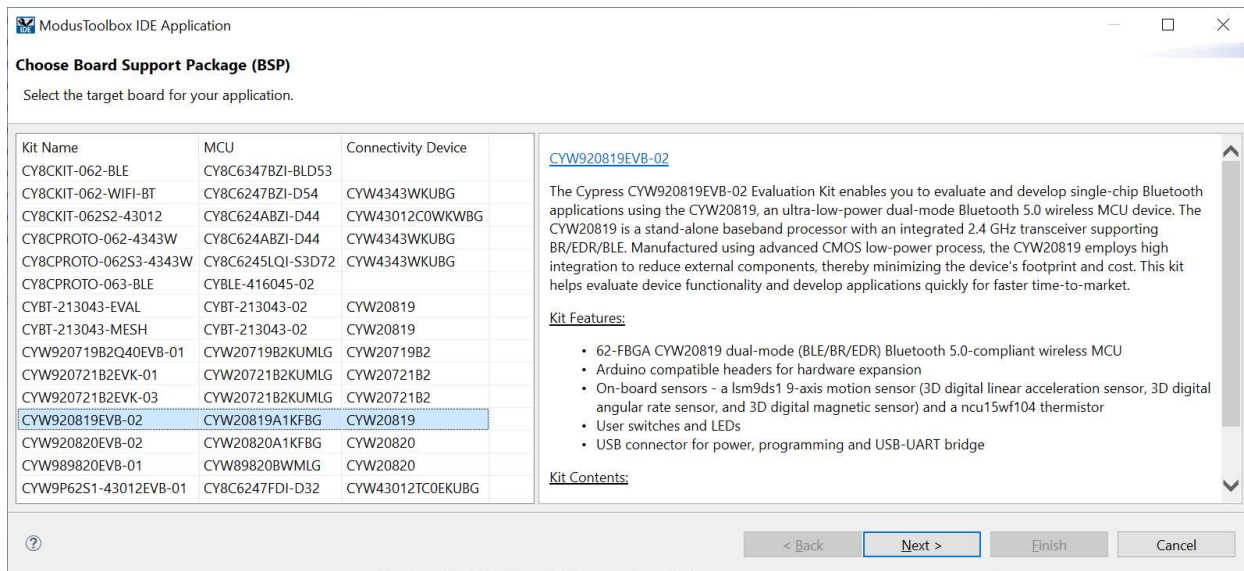 ModusToolbox IDE Application
Choose Board Support Package (BSP)
Select the target board for your application.
Kit Name MCU Connectivity Device
CY8CKIT-062-BLE CY8C6347BZI-BLD53
CY8CKIT-062-WIFI-BT CY8C6247BZI-D54 CYW4343WKUBG
CY8CKIT-062S2-43012 CY8C624ABZI-D44 CYW43012C0WKWBG
CY8CPROTO-062-4343W CY8C624ABZI-D44 CYW4343WKUBG
CY8CPROTO-062S3-4343W CY8C6245LQI-S3D72 CYW4343WKUBG
CY8CPROTO-063-BLE CYBLE-416045-02
CYBT-213043-EVAL CYBT-213043-02 CYW20819
CYBT-213043-MESH CYBT-213043-02 CYW20819
CYW920719B2Q40EVB-01 CYW20719B2KUMLG CYW20719B2
CYW920721B2EVK-01 CYW20721B2KUMLG CYW20721B2
CYW920721B2EVK-03 CYW20721B2KUMLG CYW20721B2
CYW920819EVB-02 CYW20819A1KFBG CYW20819
CYW920820EVB-02 CYW20820A1KFBG CYW20820
CYW989820EVB-01 CYW89820BWMLG CYW20820
CYW9P62S1-43012EVB-01 CY8C6247FDI-D32 CYW43012TC0EKUBG
CYW920819EVB-02
The Cypress CYW920819EVB-02 Evaluation Kit enables you to evaluate and develop single-chip Bluetooth
applications using the CYW20819, an ultra-low-power dual-mode Bluetooth 5.0 wireless MCU device. The
CYW20819 is a stand-alone baseband processor with an integrated 2.4 GHz transceiver supporting
BR/EDR/BLE. Manufactured using advanced CMOS low-power process, the CYW20819 employs high
integration to reduce external components, thereby minimizing the device's footprint and cost. This kit
helps evaluate device functionality and develop applications quickly for faster time-to-market.
Kit Features:
• 62-FBGA CYW20819 dual-mode (BLE/BR/EDR) Bluetooth 5.0-compliant wireless MCU
• Arduino compatible headers for hardware expansion
• On-board sensors - a lsm9ds1 9-axis motion sensor (3D digital linear acceleration sensor, 3D digital
angular rate sensor, and 3D digital magnetic sensor) and a ncu15wf104 thermistor
• User switches and LEDs
• USB connector for power, programming and USB-UART bridge
Kit Contents:
< Back Next > Finish Cancel